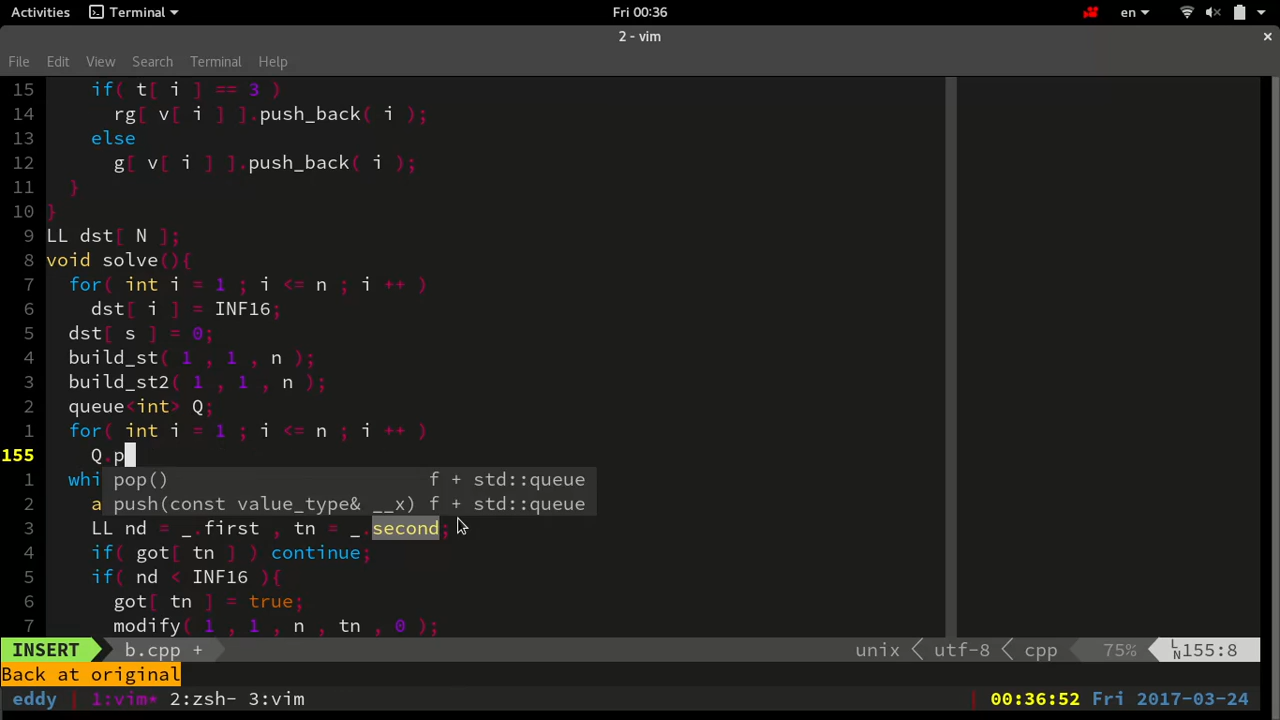 Activities Terminal Fri 00:36 en
2 - vim ×
File Edit View Search Terminal Help
15 if( t[ i ] == 3 )
14 rg[ v[ i ] ].push_back( i );
13 else
12 g[ v[ i ] ].push_back( i );
11 }
10 }
9 LL dst[ N ];
8 void solve(){
7 for( int i = 1 ; i <= n ; i ++ )
6 dst[ i ] = INF16;
5 dst[ s ] = 0;
4 build_st( 1 , 1 , n );
3 build_st2( 1 , 1 , n );
2 queue<int> Q;
1 for( int i = 1 ; i <= n ; i ++ )
155 Q.p
1 whi pop() f + std::queue
2 a push(const value_type& __x) f + std::queue
3 LL nd = _.first , tn = _.second;
4 if( got[ tn ] ) continue;
5 if( nd < INF16 ){
6 got[ tn ] = true;
7 modify( 1 , 1 , n , tn , 0 );
INSERT b.cpp + unix utf-8 cpp 75% LN 155:8
Back at original
eddy 1:vim* 2:zsh- 3:vim 00:36:52 Fri 2017-03-24